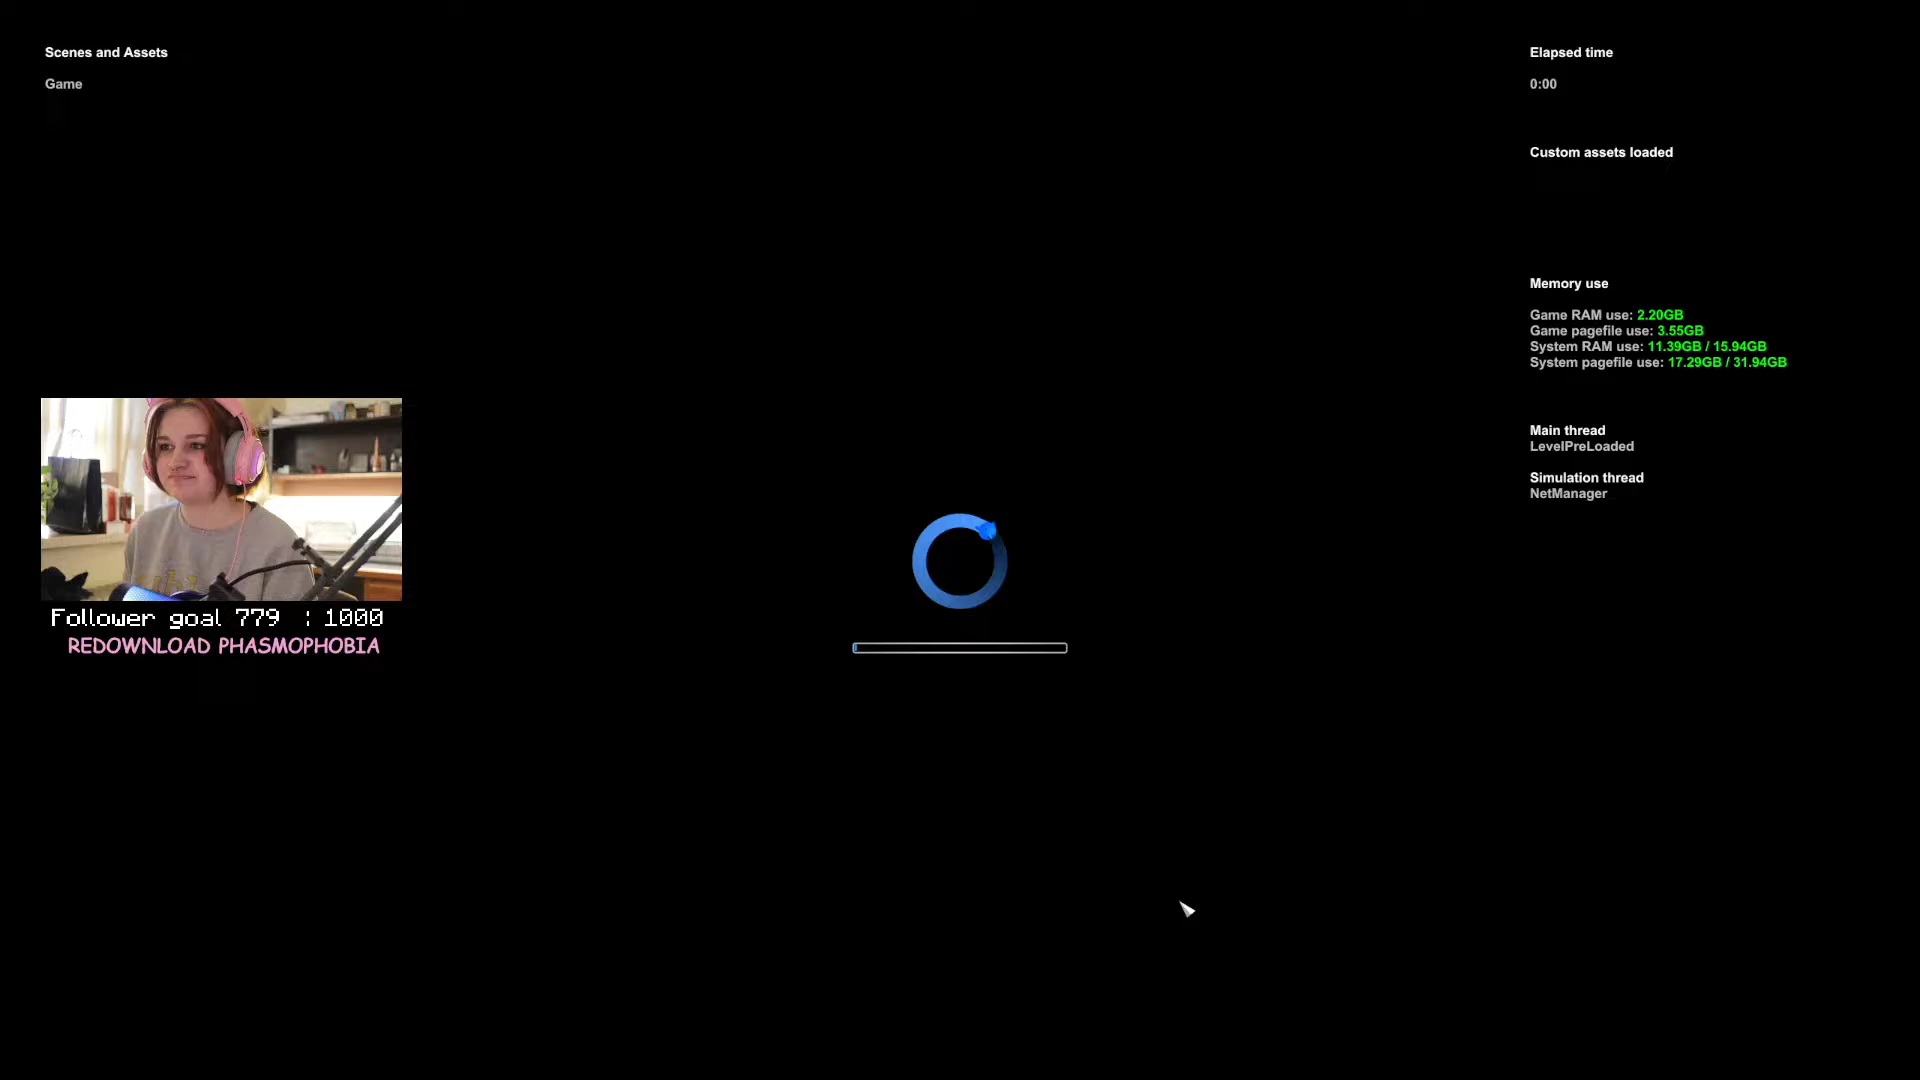 Scenes and Assets
Game
Elapsed time
0:00
Custom assets loaded
Memory use
Game RAM use: 2.20GB
Game pagefile use: 3.55GB
System RAM use: 11.39GB / 15.94GB
System pagefile use: 17.29GB / 31.94GB
Main thread
LevelPreLoaded
Simulation thread
NetManager
Follower goal 779 : 1000
REDOWNLOAD PHASMOPHOBIA